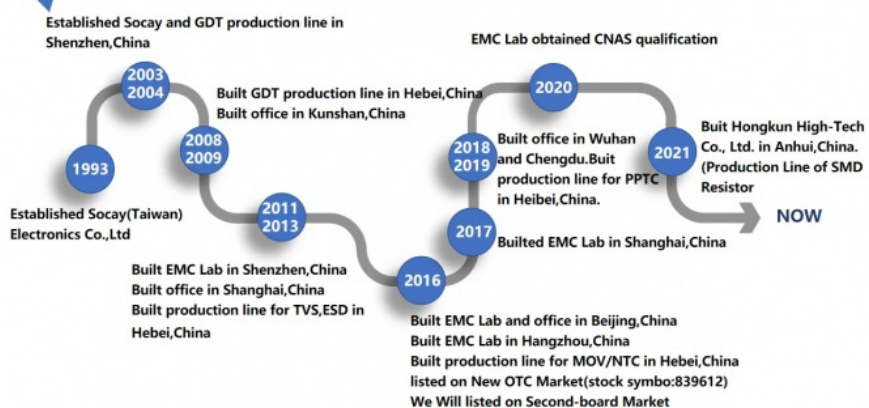 1993
Established Socay(Taiwan)
Electronics Co.,Ltd
2003
2004
Established Socay and GDT production line in
Shenzhen,China
2008
2009
Built GDT production line in Hebei,China
Built office in Kunshan,China
2011
2013
Built EMC Lab in Shenzhen,China
Built office in Shanghai,China
Built production line for TVS,ESD in
Hebei,China
2016
Built EMC Lab and office in Beijing,China
Built EMC Lab in Hangzhou,China
Built production line for MOV/NTC in Hebei,China
listed on New OTC Market(stock symbo:839612)
We Will listed on Second-board Market
2017
Builted EMC Lab in Shanghai,China
2018
2019
Built office in Wuhan
and Chengdu.Buit
production line for PPTC
in Heibei,China.
2020
EMC Lab obtained CNAS qualification
2021
Buit Hongkun High-Tech
Co., Ltd. in Anhui,China.
(Production Line of SMD
Resistor
NOW